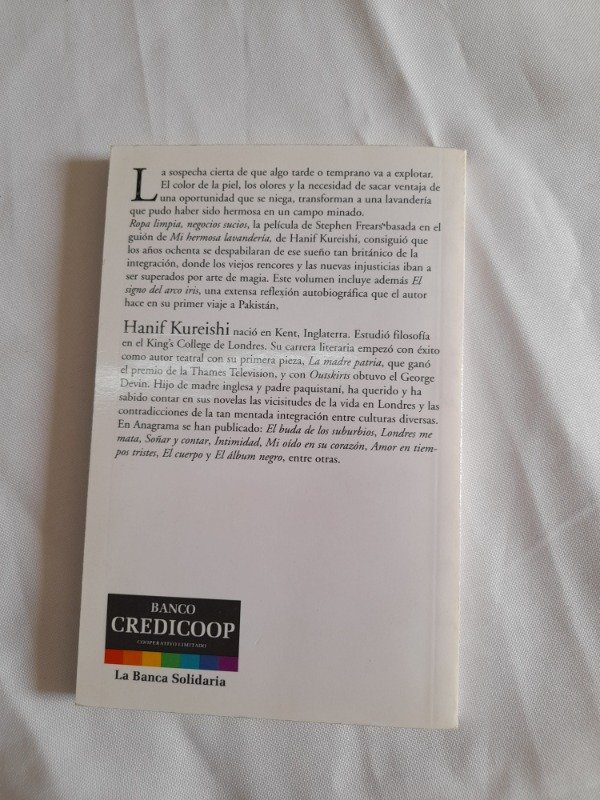 La sospecha cierta de que algo tarde o temprano va a explotar.
El color de la piel, los olores y la necesidad de sacar ventaja de
una oportunidad que se niega, transforman a una lavandería
que pudo haber sido hermosa en un campo minado.
Ropa limpia, negocios sucios, la película de Stephen Frears basada en el
guión de Mi hermosa lavandería, de Hanif Kureishi, consiguió que
los años ochenta se despabilaran de ese sueño tan británico de la
integración, donde los viejos rencores y las nuevas injusticias iban a
ser superados por arte de magia. Este volumen incluye además El
signo del arco iris, una extensa reflexión autobiográfica que el autor
hace en su primer viaje a Pakistán.
Hanif Kureishi nació en Kent, Inglaterra. Estudió filosofía
en el King's College de Londres. Su carrera literaria empezó con éxito
como autor teatral con su primera pieza, La madre patria, que ganó
el premio de la Thames Television, y con Outskirts obtuvo el George
Devin. Hijo de madre inglesa y padre paquistaní, ha querido y ha
sabido contar en sus novelas las vicisitudes de la vida en Londres y las
contradicciones de la tan mentada integración entre culturas diversas.
En Anagrama se han publicado: El buda de los suburbios, Londres me
mata, Soñar y contar, Intimidad, Mi oído en su corazón, Amor en tiem-
pos tristes, El cuerpo y El álbum negro, entre otras.
BANCO
CREDICOOP
COOPERATIVO LIMITADO
La Banca Solidaria